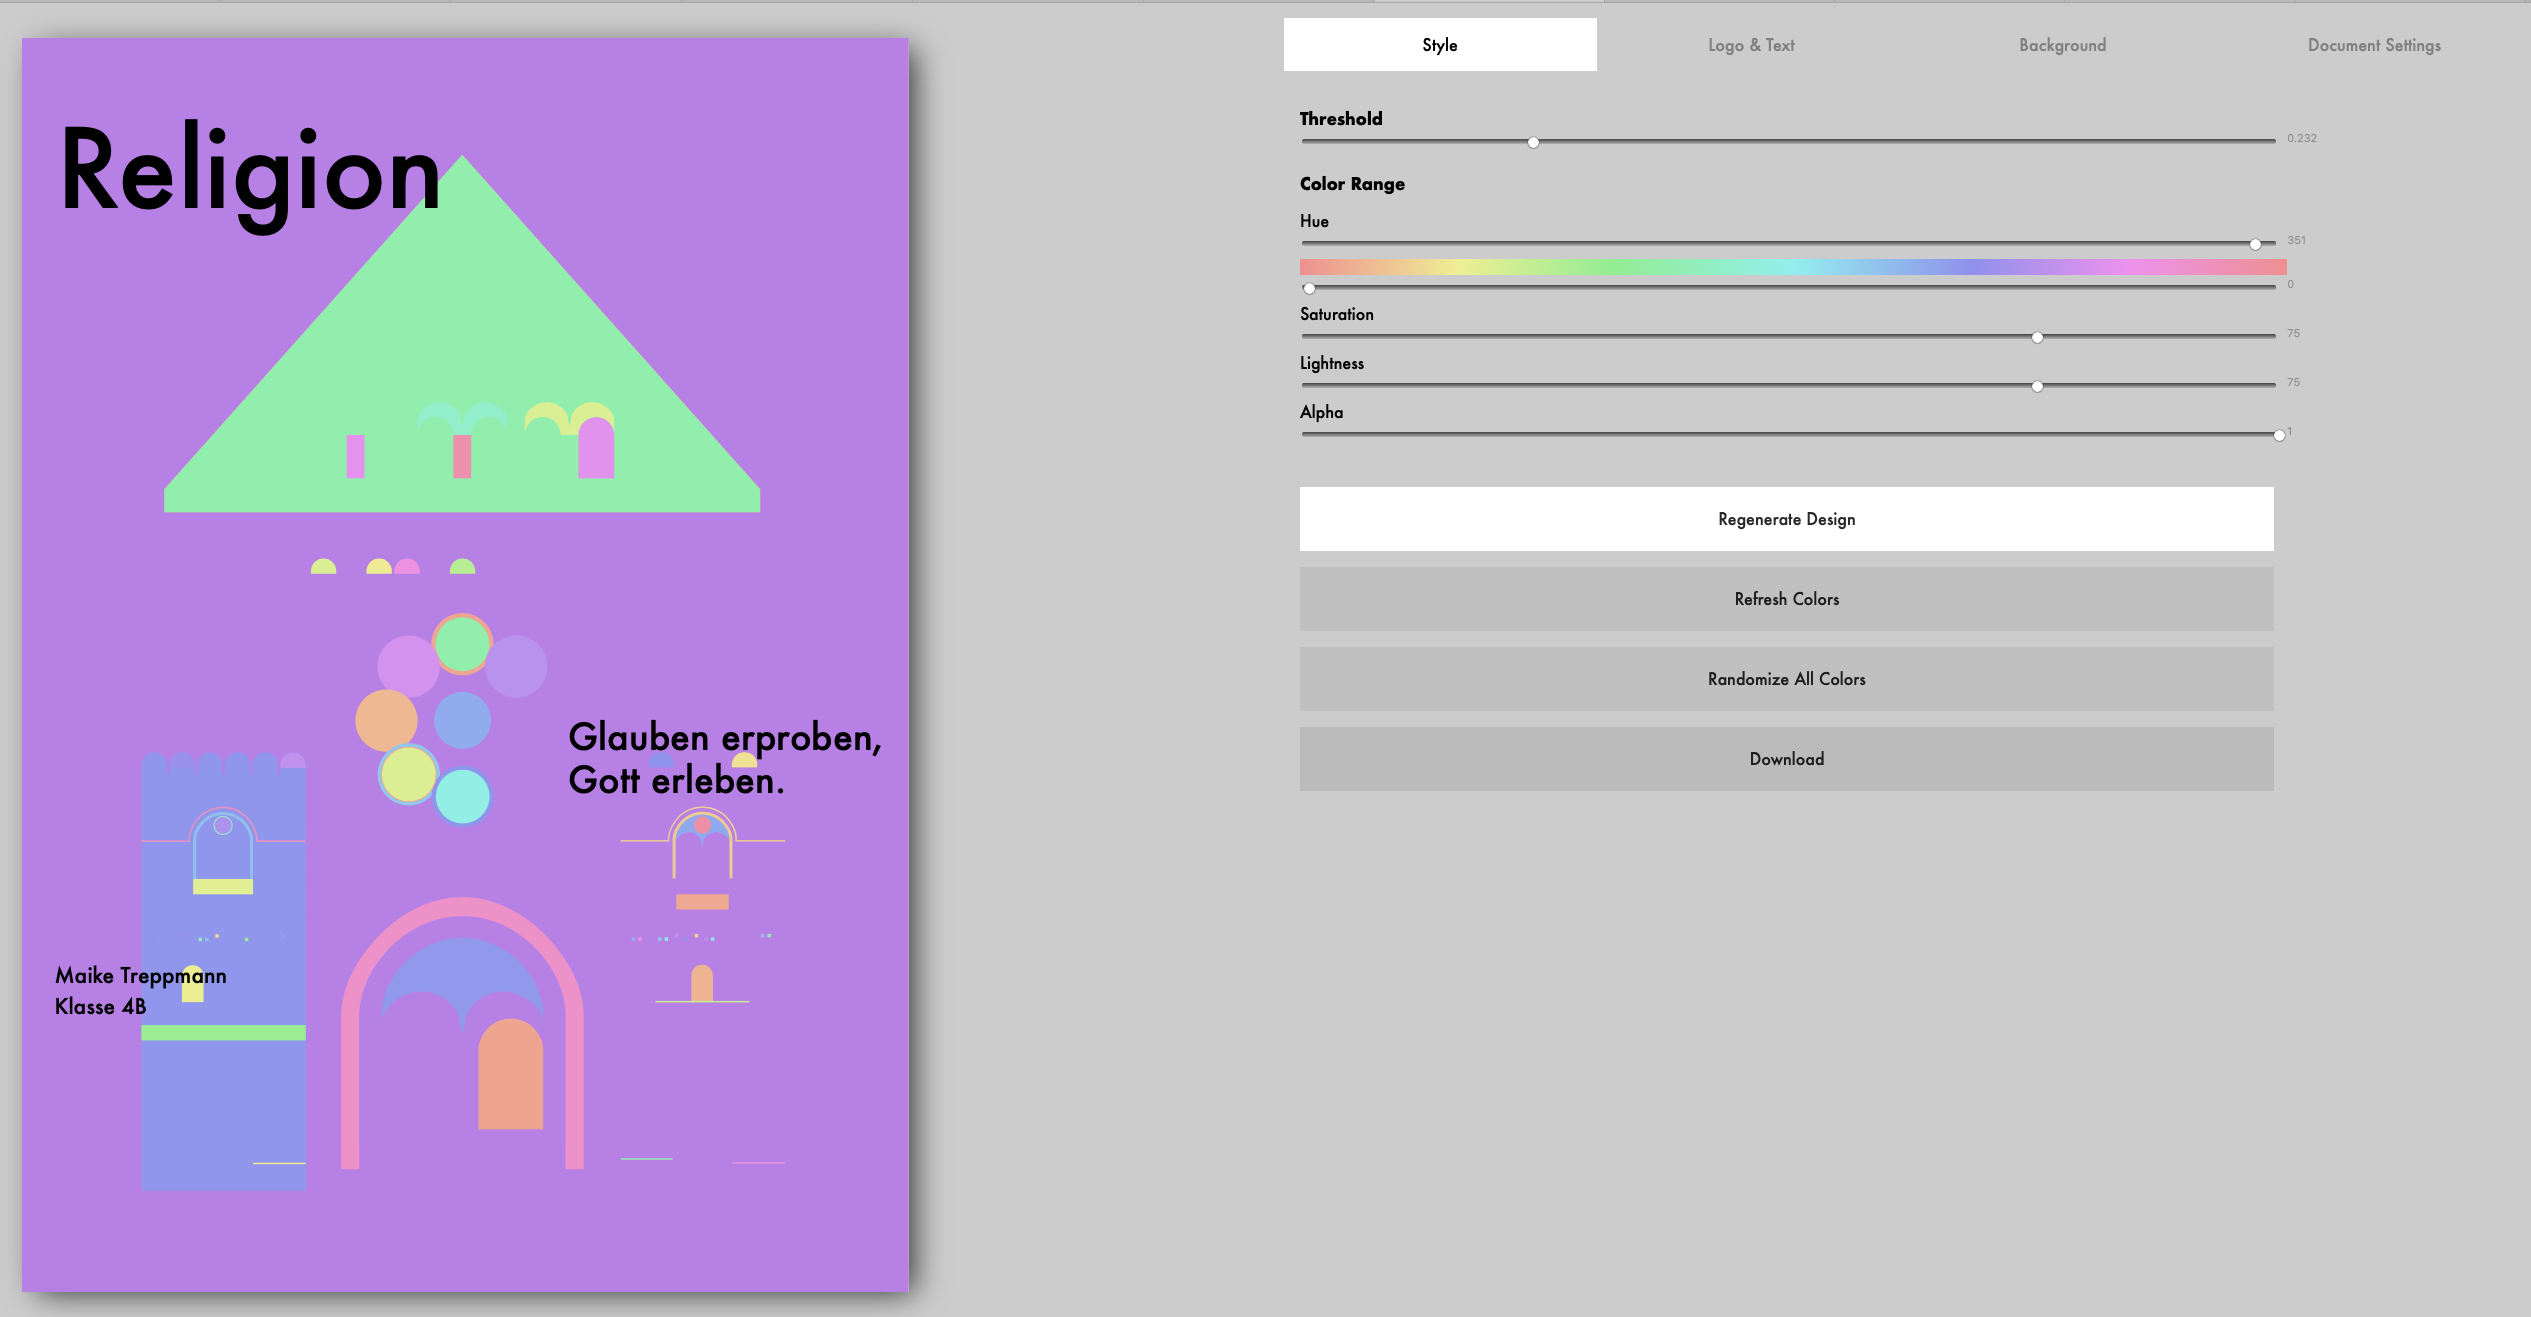 Religion
Glauben erproben,
Gott erleben.
Maike Treppmann
Klasse 4B
Style
Logo & Text
Background
Document Settings
Threshold
0.232
Color Range
Hue
351
0
Saturation
75
Lightness
75
Alpha
1
Regenerate Design
Refresh Colors
Randomize All Colors
Download